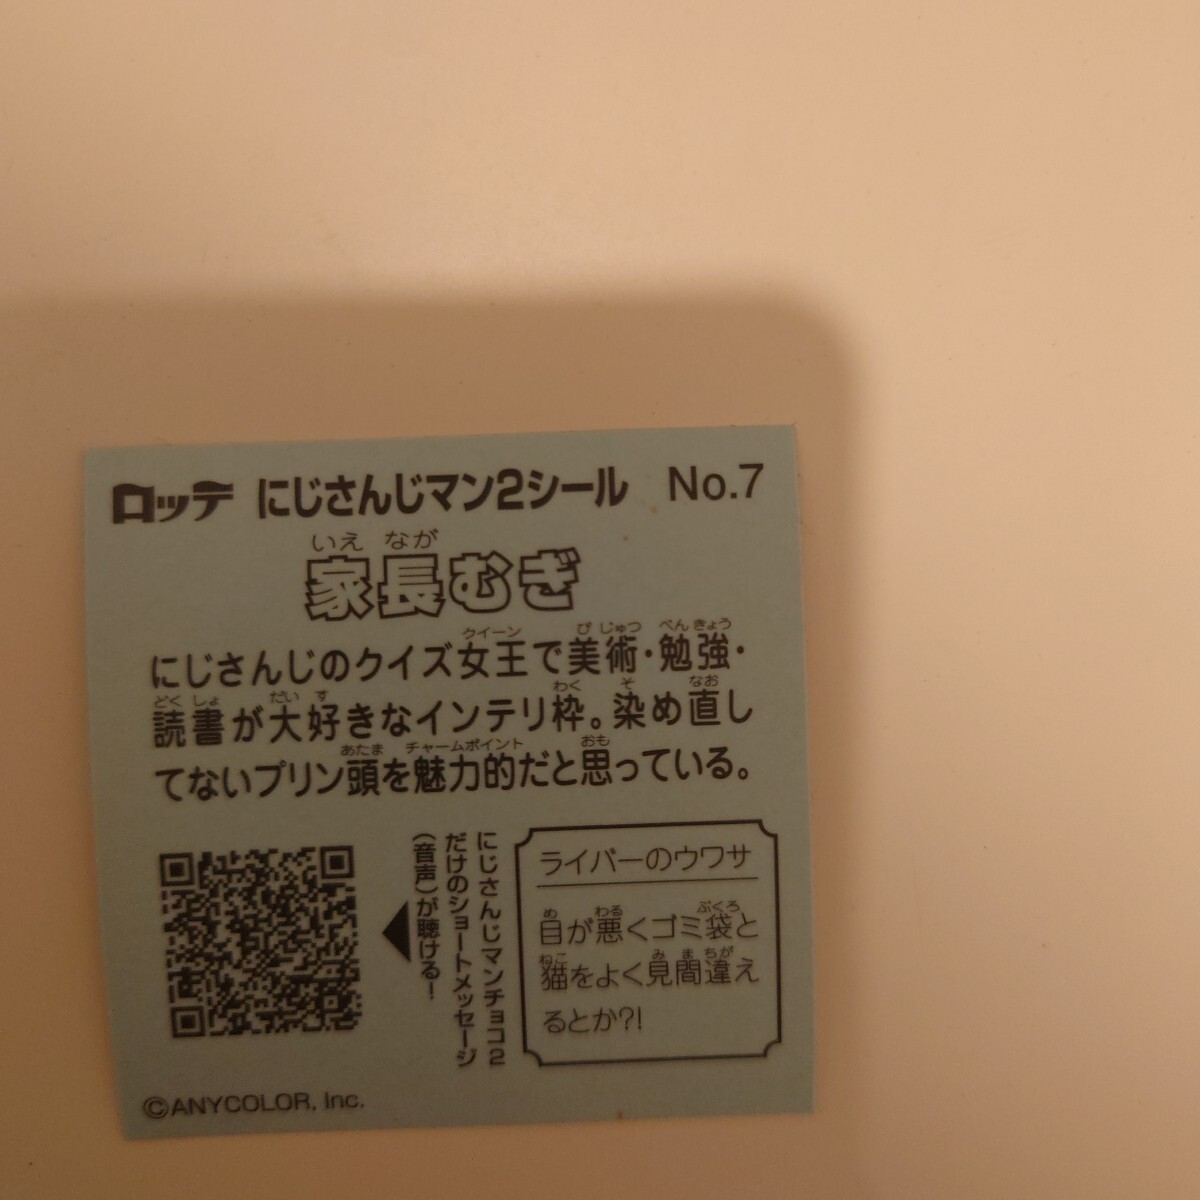 ロッテ にじさんじマン2シール No.7
いえ なが
家長むぎ
クイーン び じゅつ べん きょう
にじさんじのクイズ女王で美術・勉強・
どく しょ だい す わく そ なお
読書が大好きなインテリ枠。染め直し
あたま チャームポイント おも
てないプリン頭を魅力的だと思っている。
にじさんじマンチョコ2
だけのショートメッセージ
(音声)が聴ける!
ライバーのウワサ
め わる ぶくろ
目が悪くゴミ袋と
ねこ み ま ちが
猫をよく見間違え
るとか?!
©ANYCOLOR, Inc.